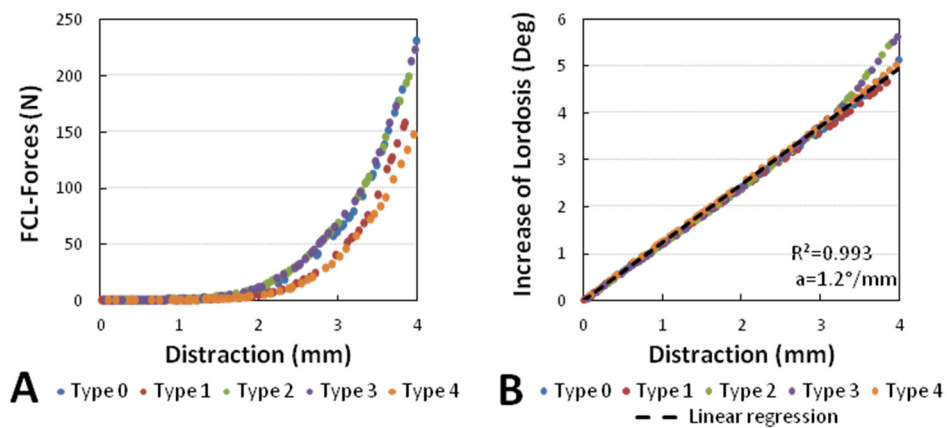 250
200
150
100
50
0
FCL-Forces (N)
0 1 2 3 4
Distraction (mm)
A
Type 0 Type 1 Type 2 Type 3 Type 4
6
5
4
3
2
1
0
Increase of Lordosis (Deg)
R²=0.993
a=1.2°/mm
0 1 2 3 4
Distraction (mm)
B
Type 0 Type 1 Type 2 Type 3 Type 4
Linear regression